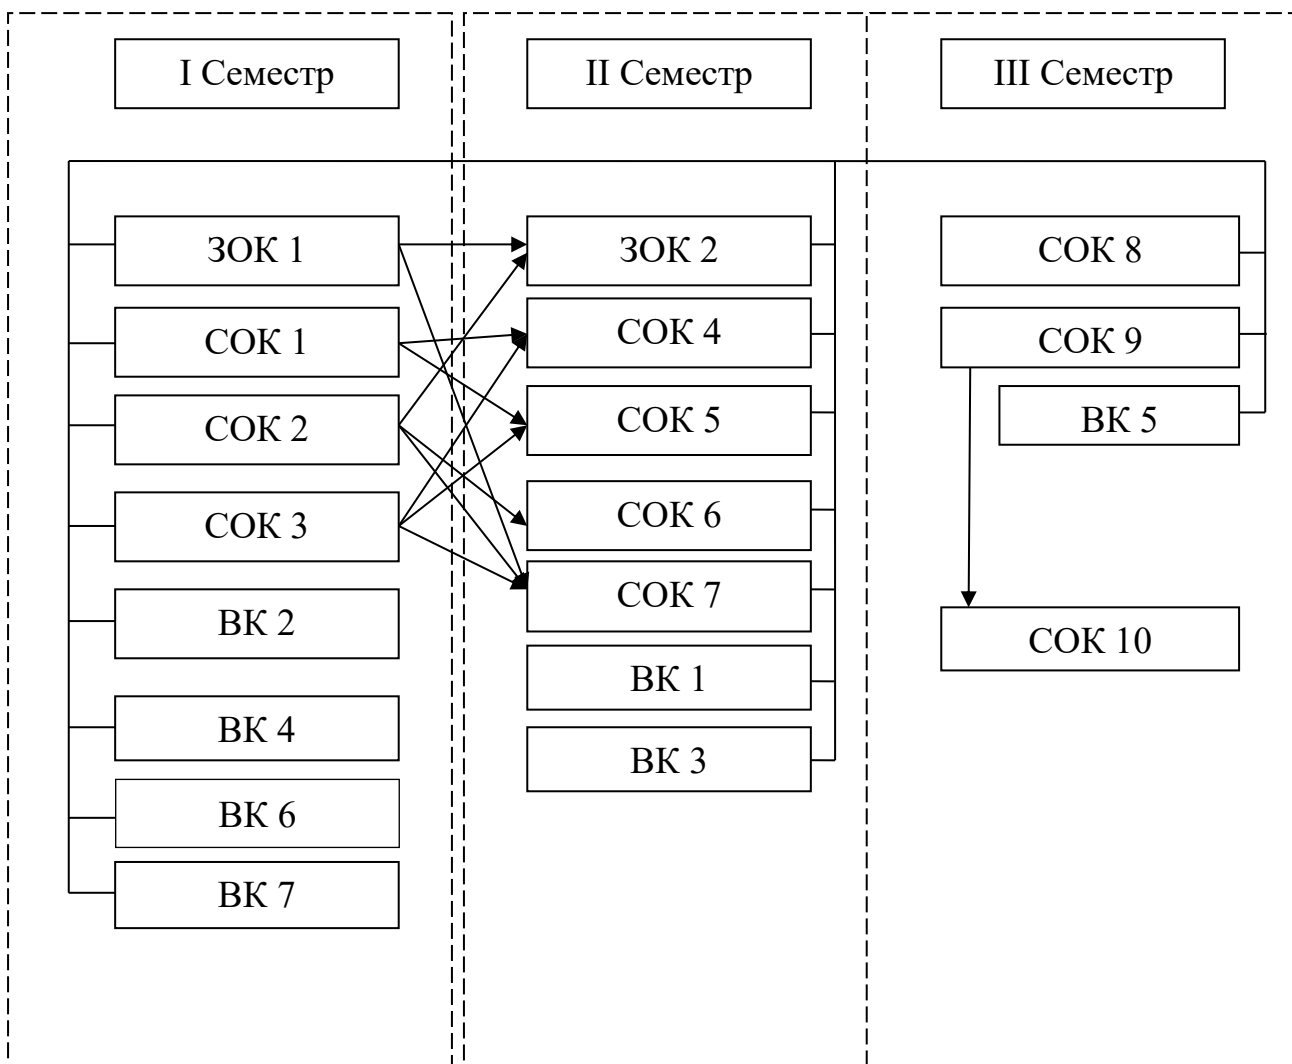 I Семестр
II Семестр
III Семестр
ЗОК 1
СОК 1
СОК 2
СОК 3
ВК 2
ВК 4
ВК 6
ВК 7
ЗОК 2
СОК 4
СОК 5
СОК 6
СОК 7
ВК 1
ВК 3
СОК 8
СОК 9
ВК 5
СОК 10